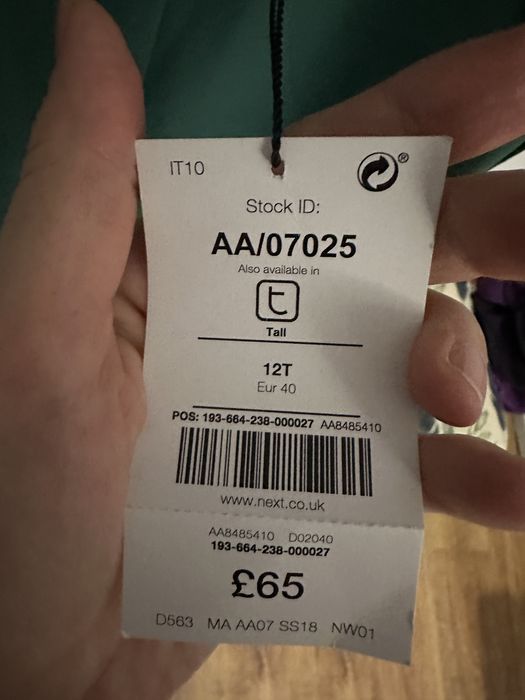 IT10
®
Stock ID:
AA/07025
Also available in
t
Tall
12T
Eur 40
POS: 193-664-238-000027 AA8485410
www.next.co.uk
AA8485410 D02040
193-664-238-000027
£65
D563 MA AA07 SS18 NW01